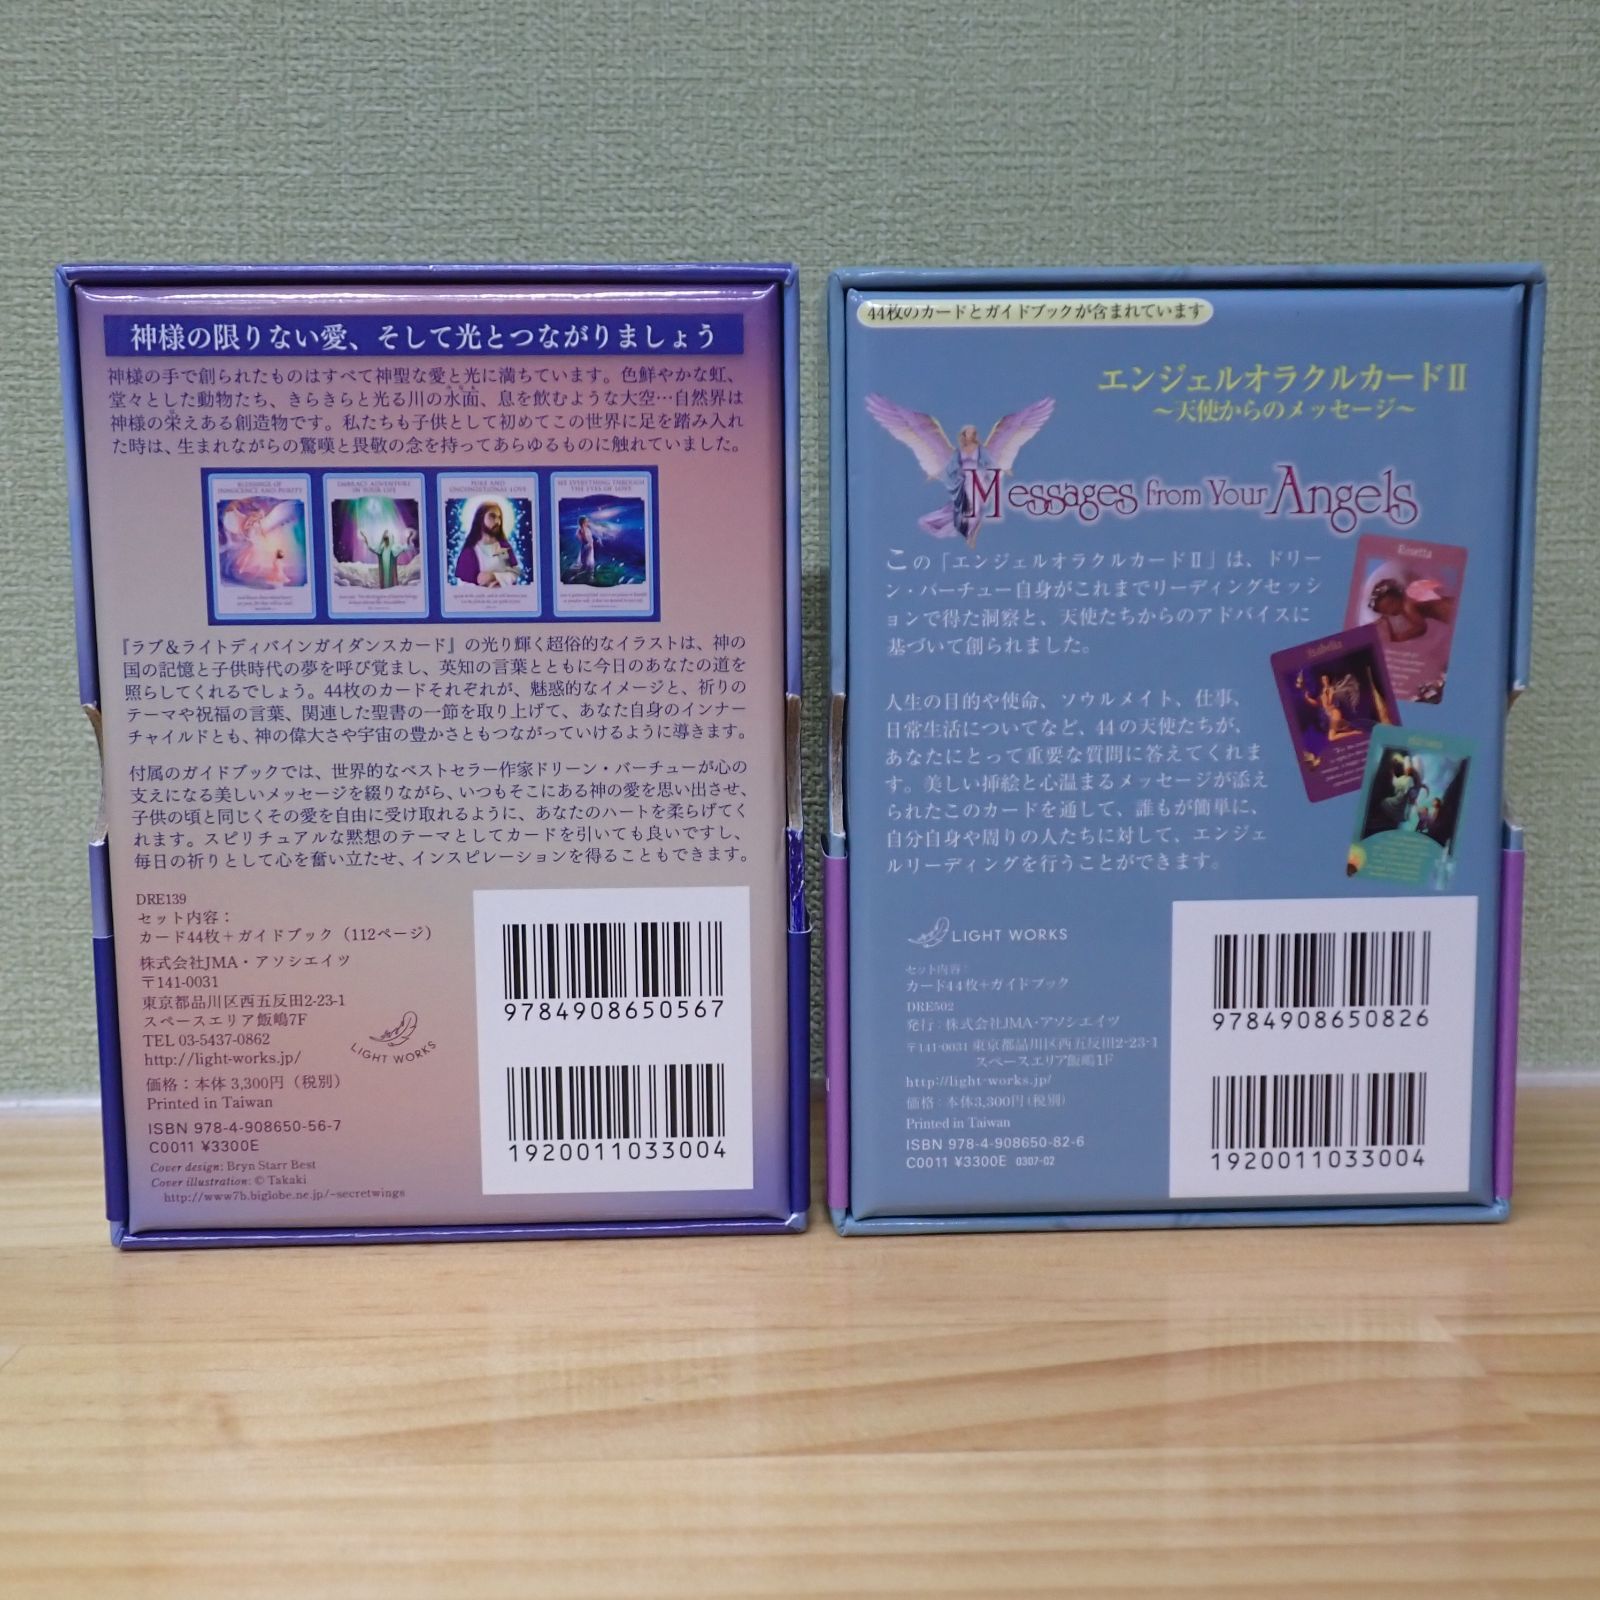 神様の限りない愛、そして光とつながりましょう
神様の手で創られたものはすべて神聖な愛と光に満ちています。色鮮やかな虹、
堂々とした動物たち、きらきらと光る川の水面、息を飲むような大空…自然界は
神様の栄えある創造物です。私たちも子供として初めてこの世界に足を踏み入れ
た時は、生まれながらの驚嘆と畏敬の念を持ってあらゆるものに触れていました。
BLESSINGS OF
INNOCENCE AND PURITY
EMBRACE ADVENTURE
IN YOUR LIFE
PURE AND
UNCONDITIONAL LOVE
SEE EVERYTHING THROUGH
THE EYES OF LOVE
『ラブ＆ライトディバインガイダンスカード』の光り輝く超俗的なイラストは、神の
国の記憶と子供時代の夢を呼び覚まし、英知の言葉とともに今日のあなたの道を
照らしてくれるでしょう。44枚のカードそれぞれが、魅惑的なイメージと、祈りの
テーマや祝福の言葉、関連した聖書の一節を取り上げて、あなた自身のインナー
チャイルドとも、神の偉大さや宇宙の豊かさともつながっていけるように導きます。
付属のガイドブックでは、世界的なベストセラー作家ドリーン・バーチューが心の
支えになる美しいメッセージを綴りながら、いつもそこにある神の愛を思い出させ、
子供の頃と同じくその愛を自由に受け取れるように、あなたのハートを柔らげてく
れます。スピリチュアルな黙想のテーマとしてカードを引いても良いですし、
毎日の祈りとして心を奮い立たせ、インスピレーションを得ることもできます。
DRE139
セット内容：
カード44枚＋ガイドブック（112ページ）
株式会社JMA・アソシエイツ
〒141-0031
東京都品川区西五反田2-23-1
スペースエリア飯嶋7F
TEL 03-5437-0862
http://light-works.jp/
LIGHT WORKS
価格：本体 3,300円（税別）
Printed in Taiwan
ISBN 978-4-908650-56-7
C0011 ¥3300E
Cover design: Bryn Starr Best
Cover illustration: © Takaki
http://www7b.biglobe.ne.jp/~secretwings
9784908650567
1920011033004
44枚のカードとガイドブックが含まれています
エンジェルオラクルカードⅡ
～天使からのメッセージ～
Messages from Your Angels
この「エンジェルオラクルカードⅡ」は、ドリー
ン・バーチュー自身がこれまでリーディングセッシ
ョンで得た洞察と、天使たちからのアドバイスに
基づいて創られました。
Rosetta
Isabella
人生の目的や使命、ソウルメイト、仕事、
日常生活についてなど、44の天使たちが、
あなたにとって重要な質問に答えてくれま
す。美しい挿絵と心温まるメッセージが添え
られたこのカードを通して、誰もが簡単に、
自分自身や周りの人たちに対して、エンジェ
ルリーディングを行うことができます。
LIGHT WORKS
セット内容：
カード44枚＋ガイドブック
DRE502
発行：株式会社JMA・アソシエイツ
〒141-0031 東京都品川区西五反田2-23-1
スペースエリア飯嶋1F
http://light-works.jp/
価格：本体3,300円（税別）
Printed in Taiwan
ISBN 978-4-908650-82-6
C0011 ¥3300E 0307-02
9784908650826
1920011033004